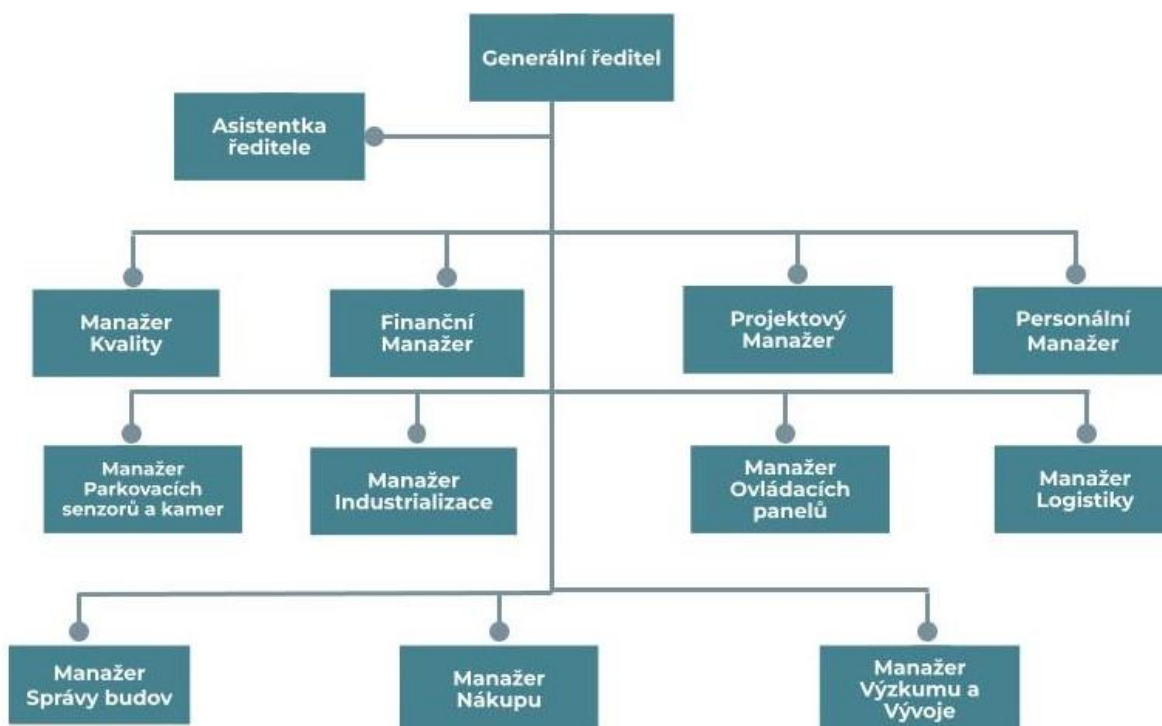 Generální ředitel
Asistentka
ředitele
Manažer
Kvality
Finanční
Manažer
Projektový
Manažer
Personální
Manažer
Manažer
Parkovacích
senzorů a kamer
Manažer
Industrializace
Manažer
Ovládacích
panelů
Manažer
Logistiky
Manažer
Správy budov
Manažer
Nákupu
Manažer
Výzkumu a
Vývoje